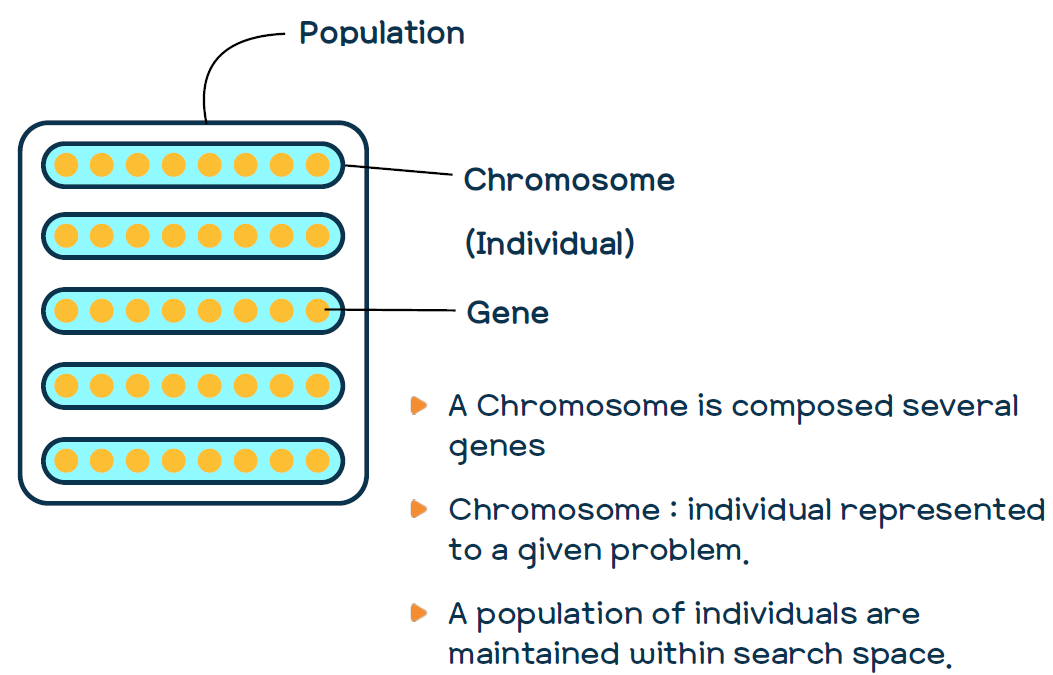 Population
Chromosome
(Individual)
Gene
A Chromosome is composed several
genes
Chromosome : individual represented
to a given problem.
A population of individuals are
maintained within search space.